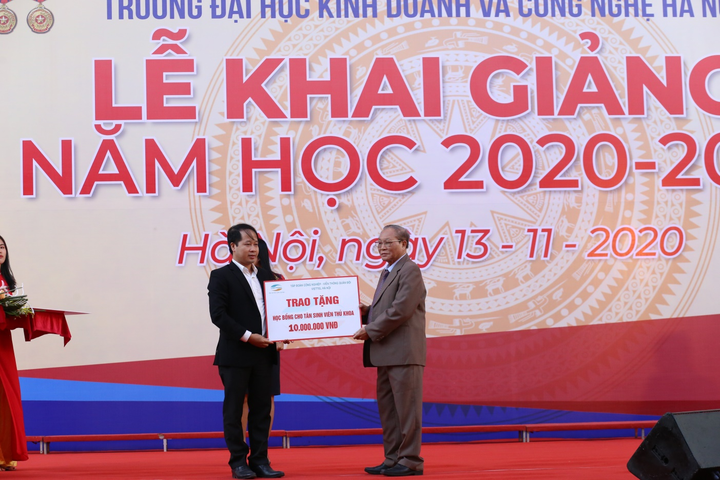 TRƯỜNG ĐẠI HỌC KINH DOANH VÀ CÔNG NGHỆ HÀ N
LỄ KHAI GIẢNG
NĂM HỌC 2020-20
Hà Nội, ngày 13 - 11 - 2020
TRAO TẶNG
HỌC BỔNG CHO TÂN SINH VIÊN THỦ KHOA
10.000.000 VNĐ